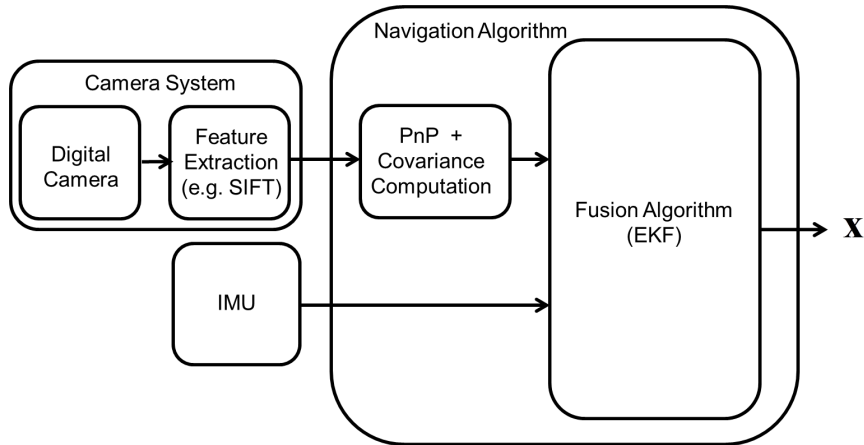 Navigation Algorithm
Camera System
Digital
Camera
Feature
Extraction
(e.g. SIFT)
PnP +
Covariance
Computation
Fusion Algorithm
(EKF)
x
IMU